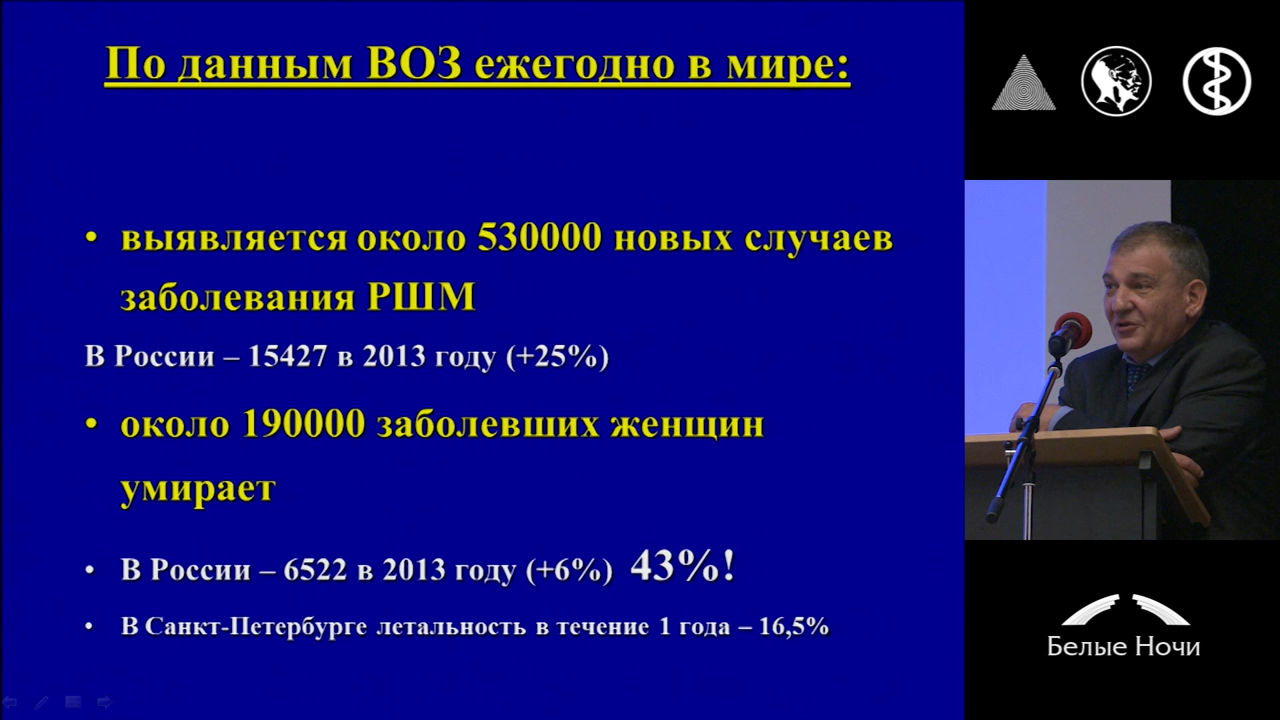 По данным ВОЗ ежегодно в мире:
• выявляется около 530000 новых случаев
заболевания РШМ
В России – 15427 в 2013 году (+25%)
• около 190000 заболевших женщин
умирает
• В России – 6522 в 2013 году (+6%) 43%!
• В Санкт-Петербурге летальность в течение 1 года – 16,5%
Белые Ночи